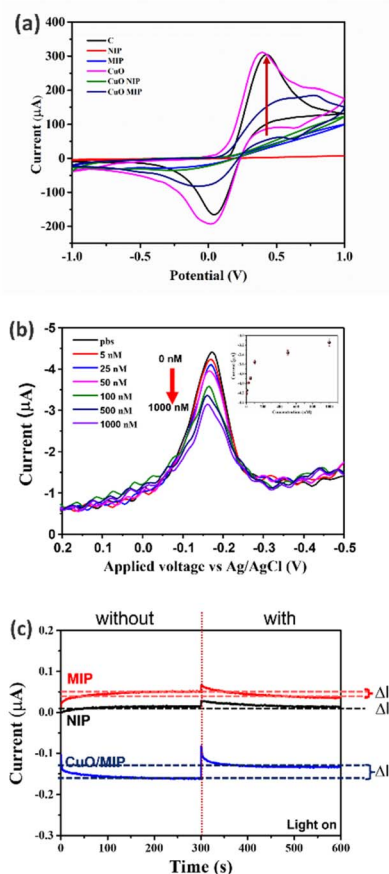 (a)
400
300
200
100
0
-100
-200
Current (µA)
C
NIP
MIP
CuO
CuO NIP
CuO MIP
-1.0 -0.5 0.0 0.5 1.0
Potential (V)
(b)
-5
-4
-3
-2
-1
0
Current (µA)
pbs
5 nM
25 nM
50 nM
100 nM
500 nM
1000 nM
0 nM
1000 nM
0.2 0.1 0.0 -0.1 -0.2 -0.3 -0.4 -0.5
Applied voltage vs Ag/AgCl (V)
(c)
without with
0.2
0.1
0.0
-0.1
-0.2
-0.3
Current (µA)
MIP
NIP
CuO/MIP
ΔI
ΔI
ΔI
Light on
0 100 200 300 400 500 600
Time (s)